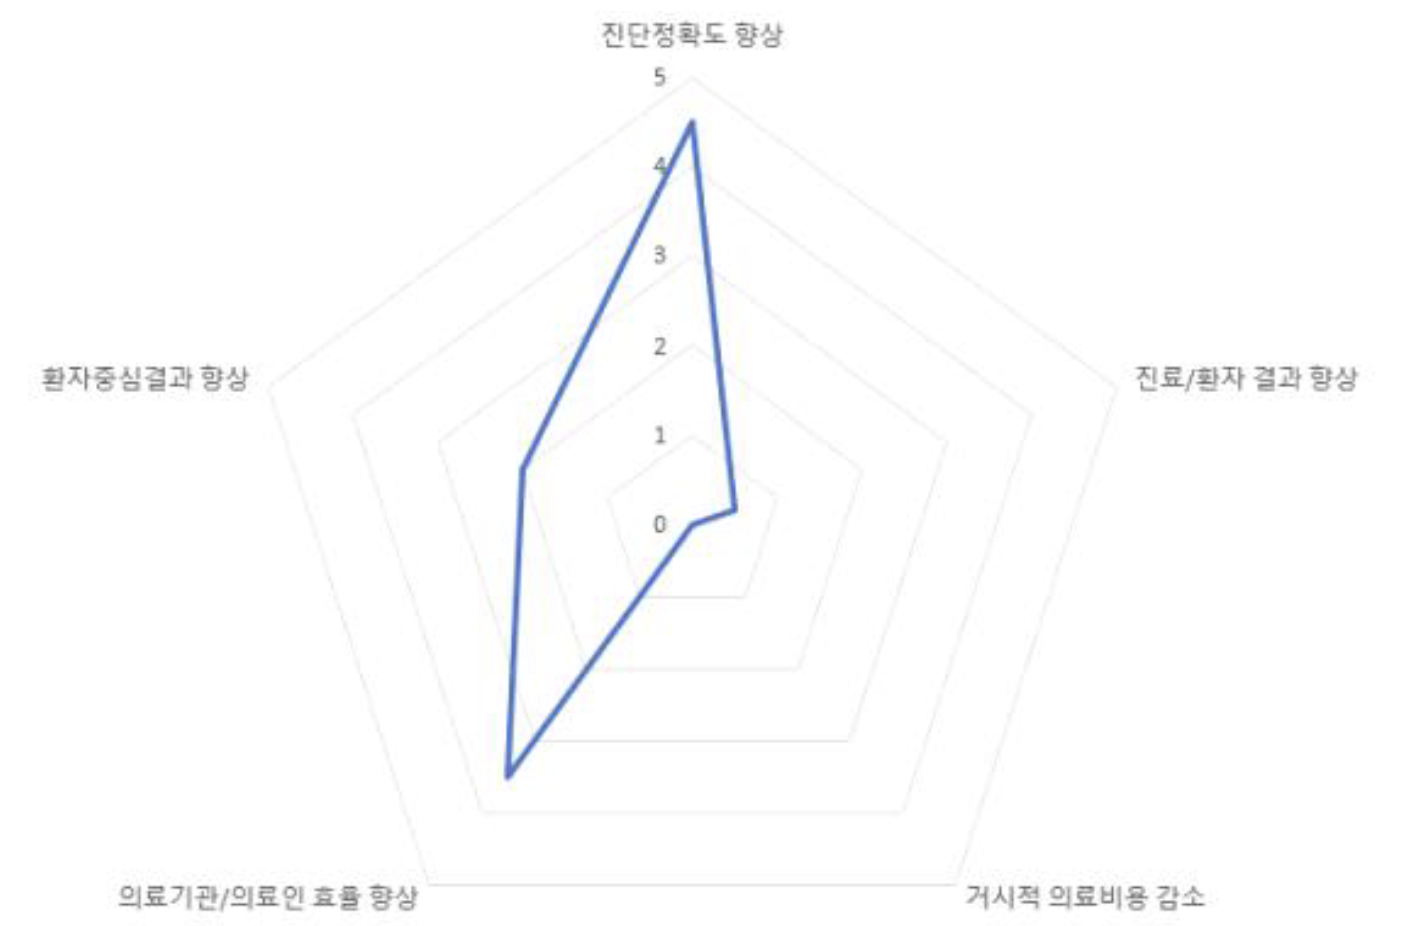 진단정확도 향상
5
4
3
2
1
0
환자중심결과 향상
진료/환자 결과 향상
의료기관/의료인 효율 향상
거시적 의료비용 감소